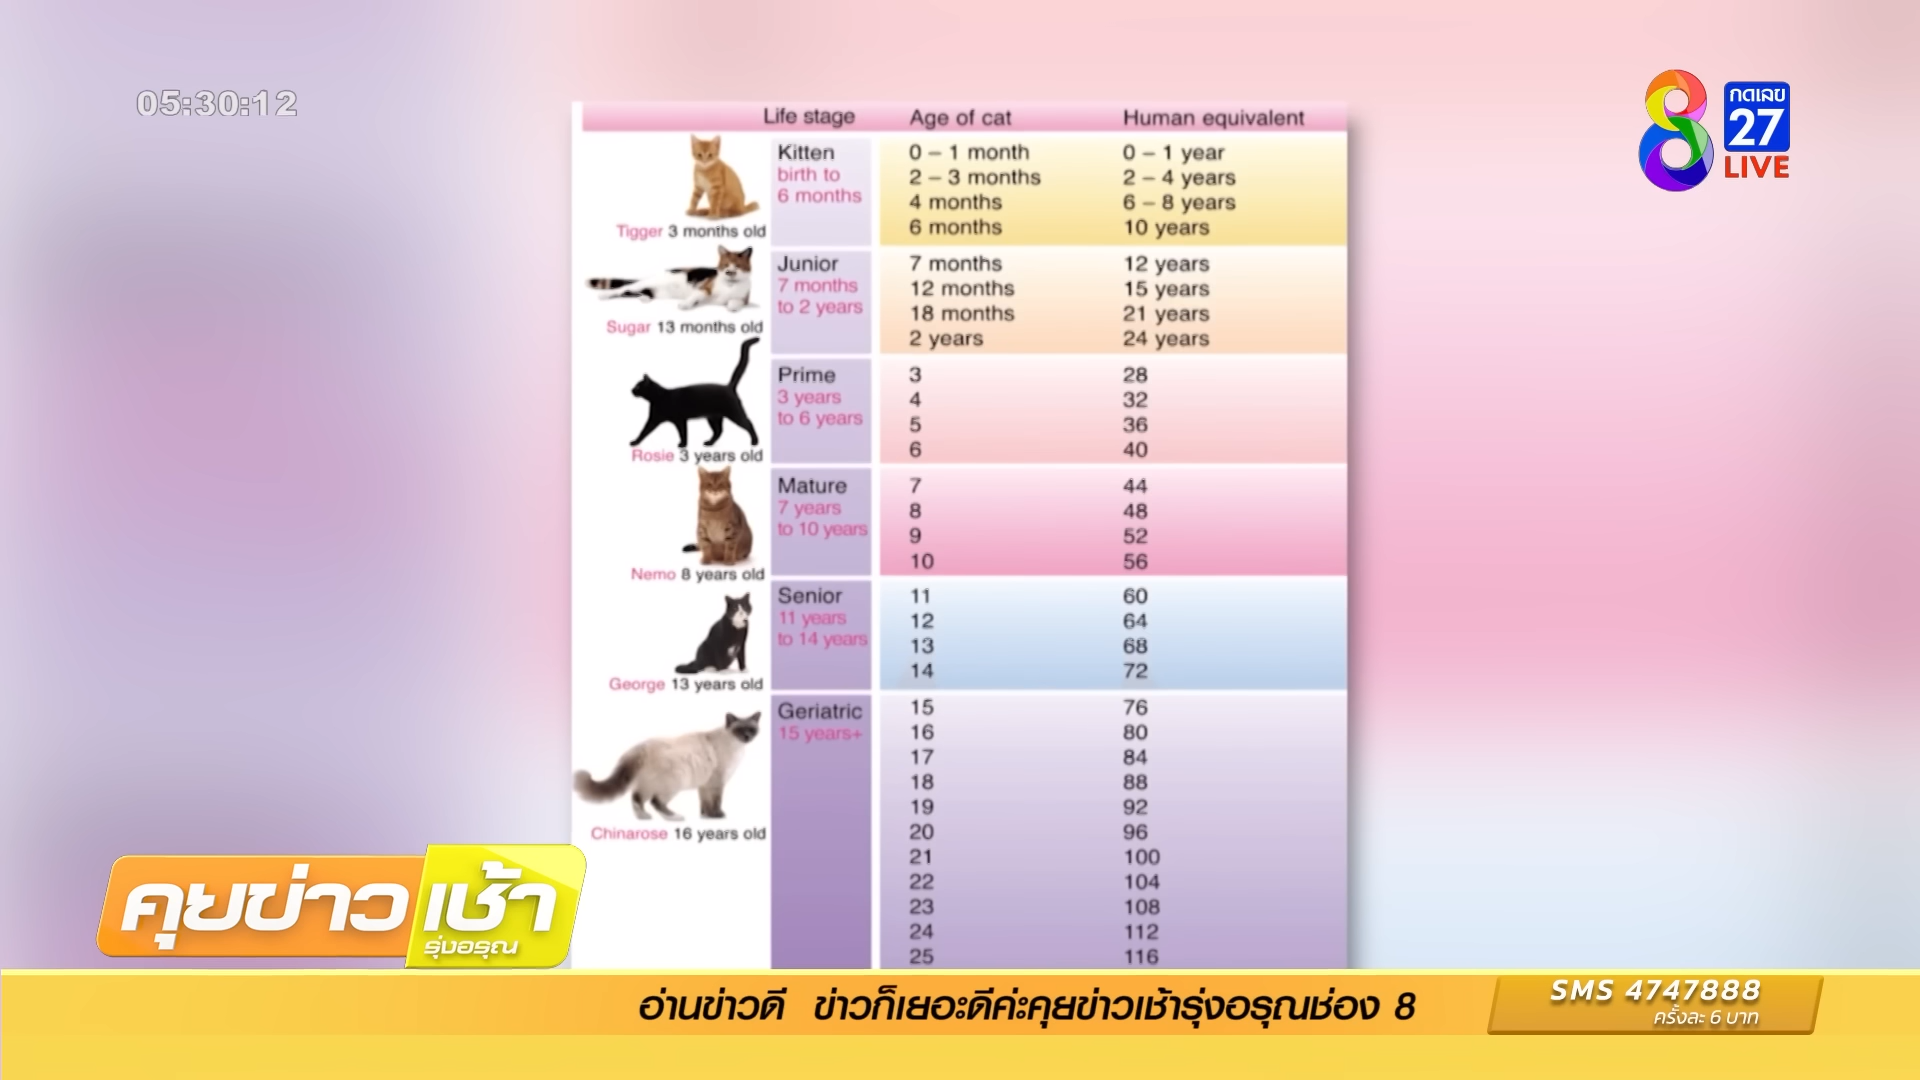 05:30:12
8
กดเลข
27
LIVE
Life stage Age of cat Human equivalent
Kitten
birth to
6 months
0 – 1 month 0 – 1 year
2 – 3 months 2 – 4 years
4 months 6 – 8 years
6 months 10 years
Tigger 3 months old
Junior
7 months
to 2 years
7 months 12 years
12 months 15 years
18 months 21 years
2 years 24 years
Sugar 13 months old
Prime
3 years
to 6 years
3 28
4 32
5 36
6 40
Rosie 3 years old
Mature
7 years
to 10 years
7 44
8 48
9 52
10 56
Nemo 8 years old
Senior
11 years
to 14 years
11 60
12 64
13 68
14 72
George 13 years old
Geriatric
15 years+
15 76
16 80
17 84
18 88
19 92
20 96
21 100
22 104
23 108
24 112
25 116
Chinarose 16 years old
คุยข่าวเช้า
รุ่งอรุณ
อ่านข่าวดี ข่าวก็เยอะดีค่ะคุยข่าวเช้ารุ่งอรุณช่อง 8
SMS 4747888
ครั้งละ 6 บาท